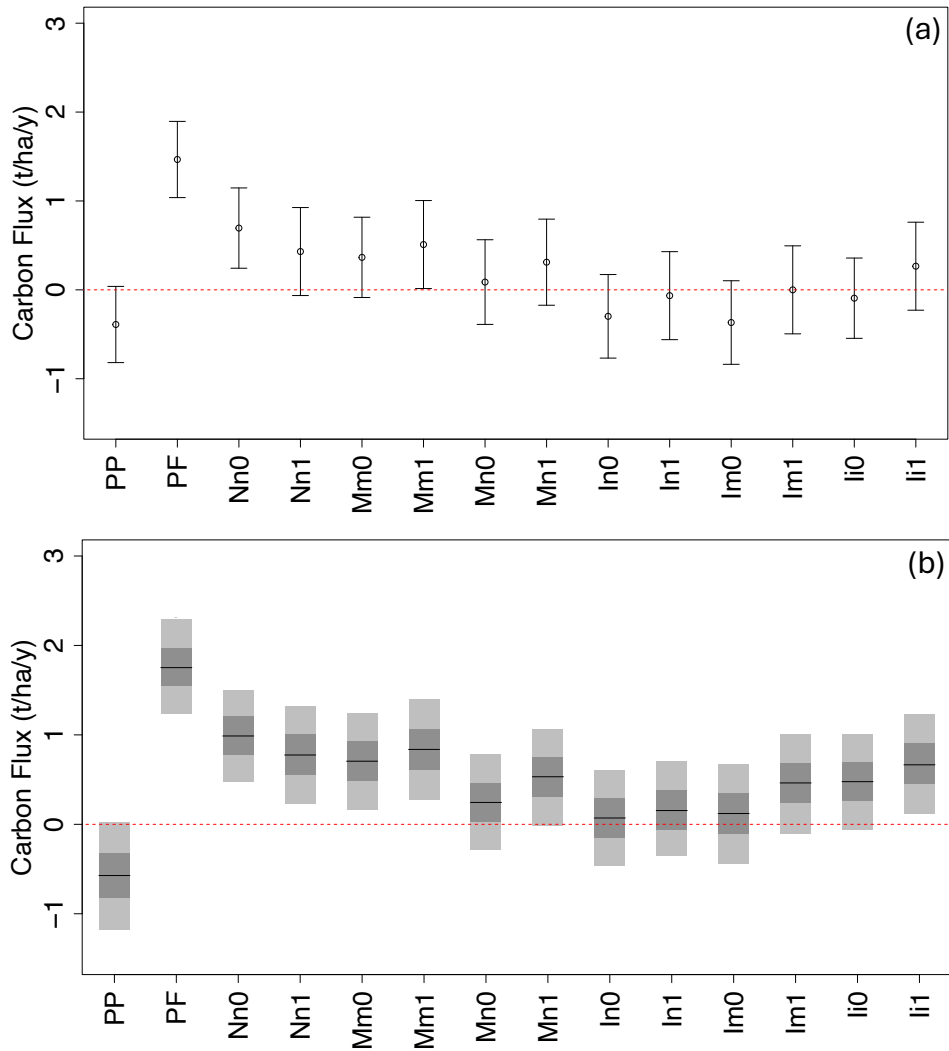 (a)
Carbon Flux (t/ha/y)
3
2
1
0
−1
PP PF Nn0 Nn1 Mm0 Mm1 Mn0 Mn1 In0 In1 Im0 Im1 Ii0 Ii1
(b)
Carbon Flux (t/ha/y)
3
2
1
0
−1
PP PF Nn0 Nn1 Mm0 Mm1 Mn0 Mn1 In0 In1 Im0 Im1 Ii0 Ii1